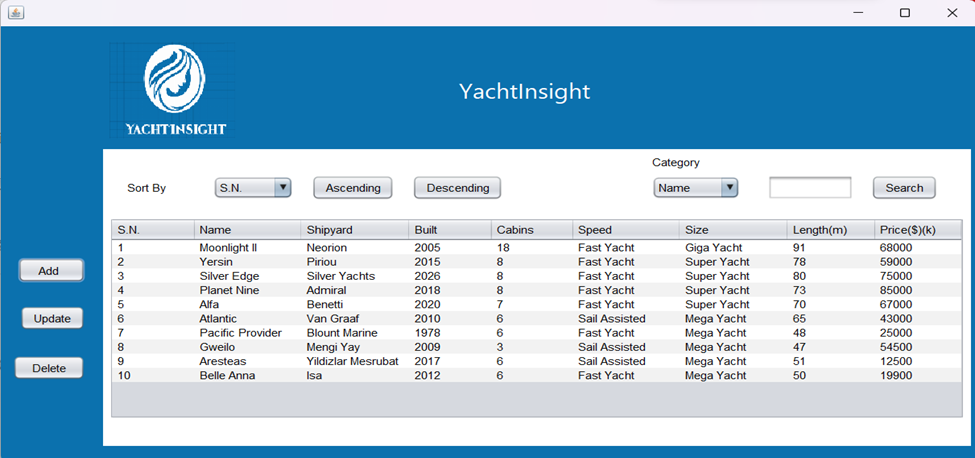 YachtInsight
YACHTINSIGHT
Category
Sort By S.N. Ascending Descending Name Search
S.N. Name Shipyard Built Cabins Speed Size Length(m) Price($)(k)
1 Moonlight II Neorion 2005 18 Fast Yacht Giga Yacht 91 68000
2 Yersin Piriou 2015 8 Fast Yacht Super Yacht 78 59000
3 Silver Edge Silver Yachts 2026 8 Fast Yacht Super Yacht 80 75000
4 Planet Nine Admiral 2018 8 Fast Yacht Super Yacht 73 85000
5 Alfa Benetti 2020 7 Fast Yacht Super Yacht 70 67000
6 Atlantic Van Graaf 2010 6 Sail Assisted Mega Yacht 65 43000
7 Pacific Provider Blount Marine 1978 6 Fast Yacht Mega Yacht 48 25000
8 Gweilo Mengi Yay 2009 3 Sail Assisted Mega Yacht 47 54500
9 Aresteas Yildizlar Mesrubat 2017 6 Sail Assisted Mega Yacht 51 12500
10 Belle Anna Isa 2012 6 Fast Yacht Mega Yacht 50 19900
Add
Update
Delete